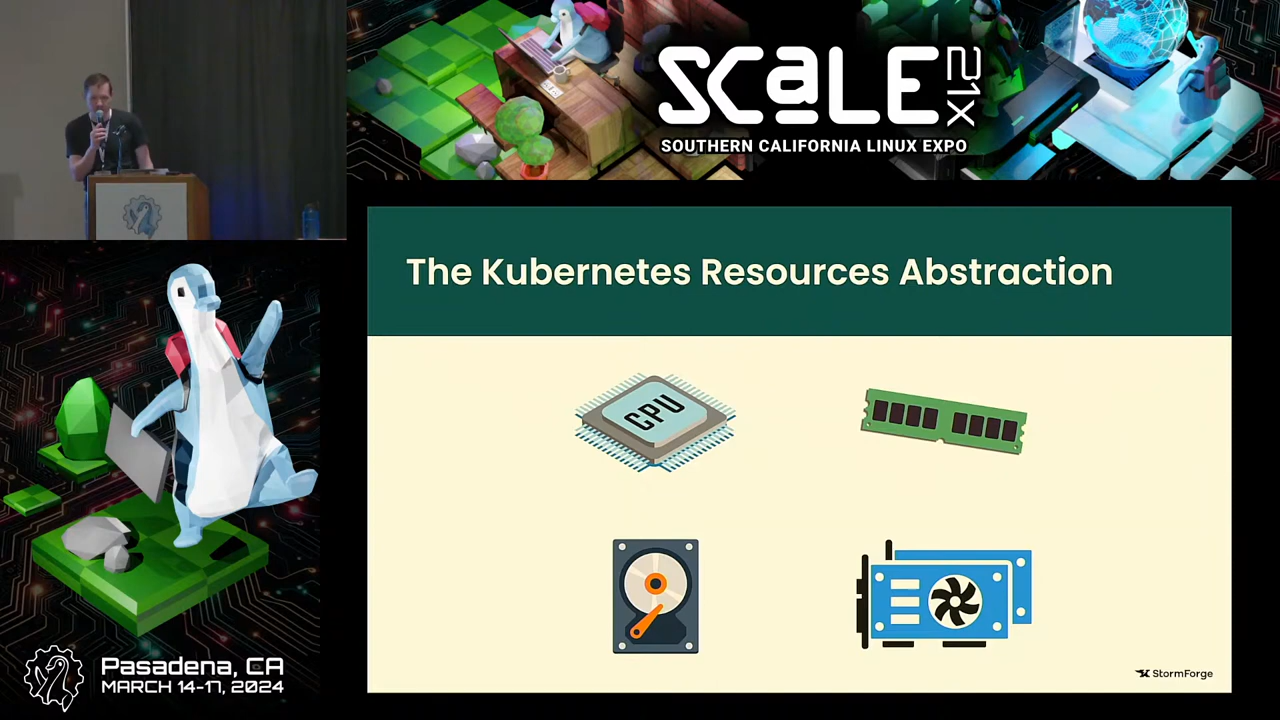 SCaLE 21X
SOUTHERN CALIFORNIA LINUX EXPO
The Kubernetes Resources Abstraction
CPU
StormForge
Pasadena, CA
MARCH 14-17, 2024